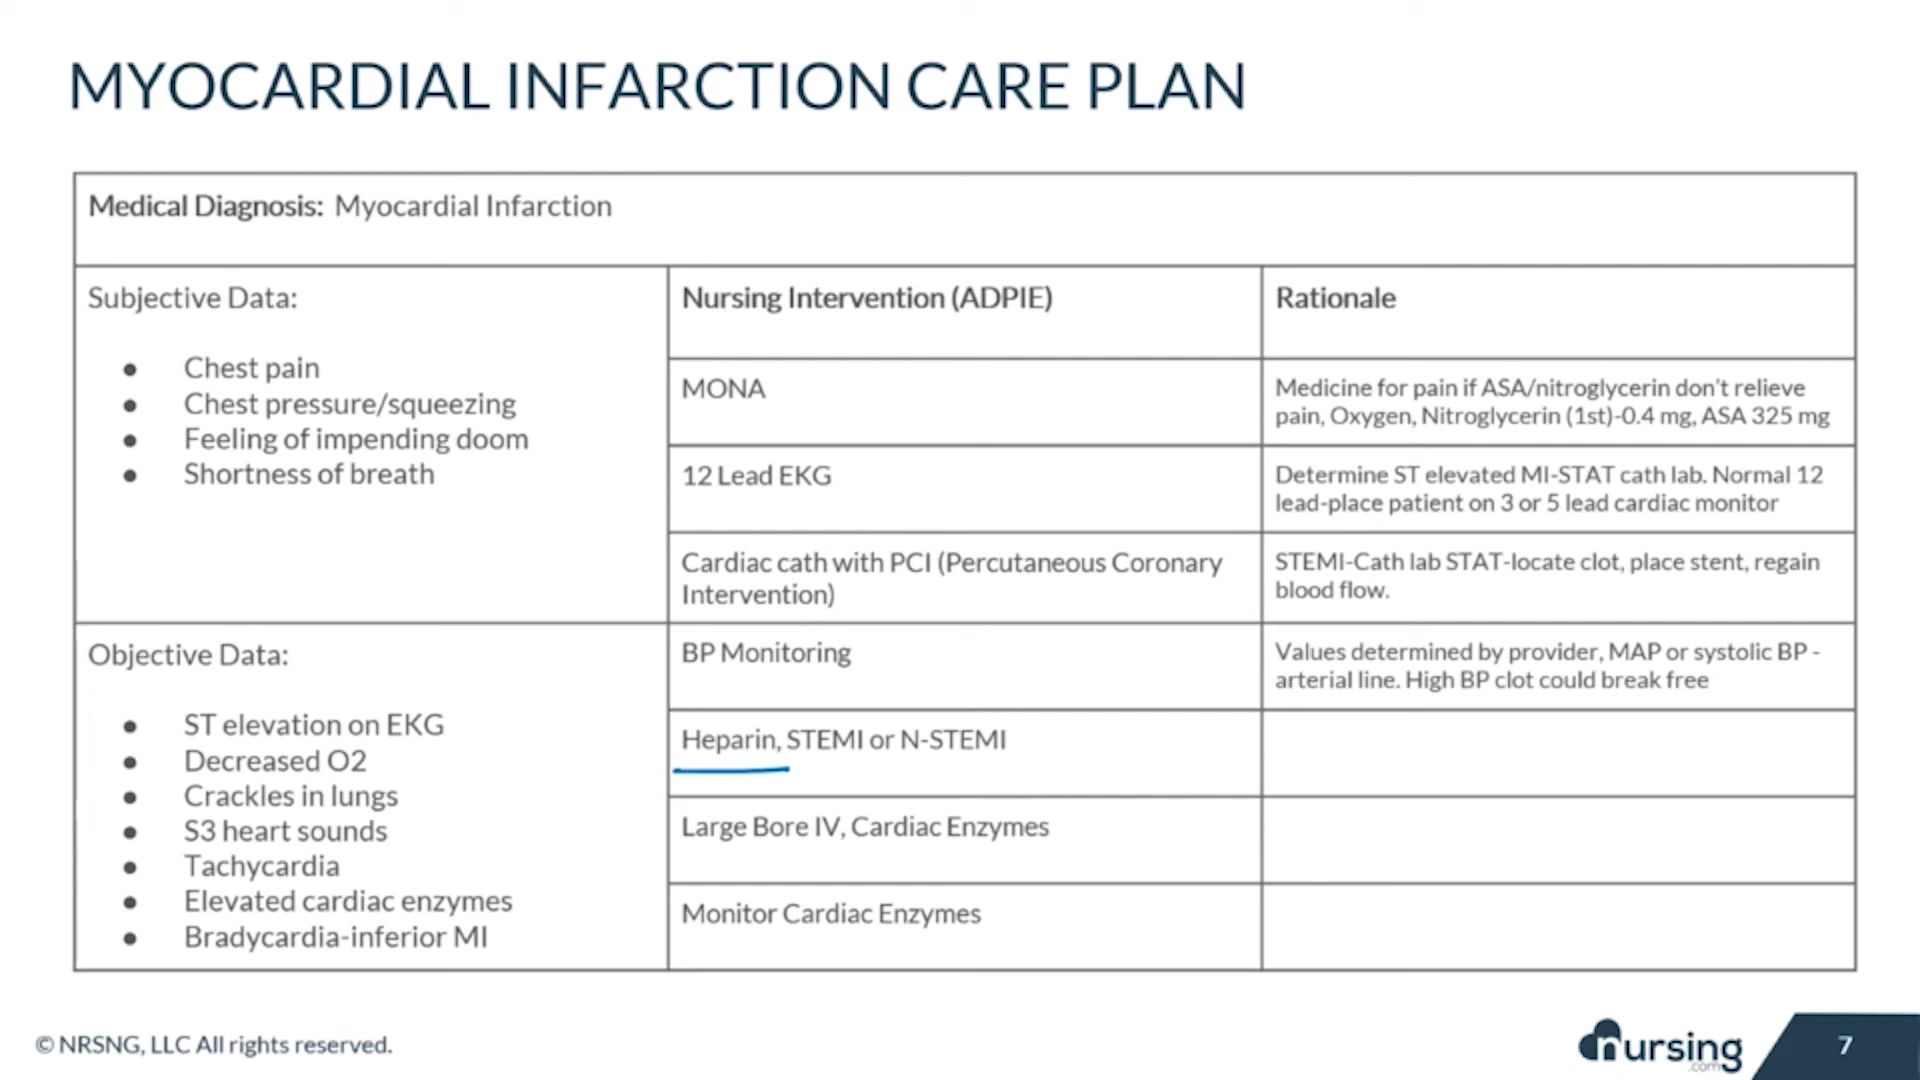 MYOCARDIAL INFARCTION CARE PLAN
Medical Diagnosis: Myocardial Infarction
Subjective Data:
● Chest pain
● Chest pressure/squeezing
● Feeling of impending doom
● Shortness of breath
Objective Data:
● ST elevation on EKG
● Decreased O2
● Crackles in lungs
● S3 heart sounds
● Tachycardia
● Elevated cardiac enzymes
● Bradycardia-inferior MI
Nursing Intervention (ADPIE)
Rationale
MONA
Medicine for pain if ASA/nitroglycerin don't relieve
pain, Oxygen, Nitroglycerin (1st)-0.4 mg, ASA 325 mg
12 Lead EKG
Determine ST elevated MI-STAT cath lab. Normal 12
lead-place patient on 3 or 5 lead cardiac monitor
Cardiac cath with PCI (Percutaneous Coronary
Intervention)
STEMI-Cath lab STAT-locate clot, place stent, regain
blood flow.
BP Monitoring
Values determined by provider, MAP or systolic BP -
arterial line. High BP clot could break free
Heparin, STEMI or N-STEMI
Large Bore IV, Cardiac Enzymes
Monitor Cardiac Enzymes
© NRSNG, LLC All rights reserved.
nursing
.com
7